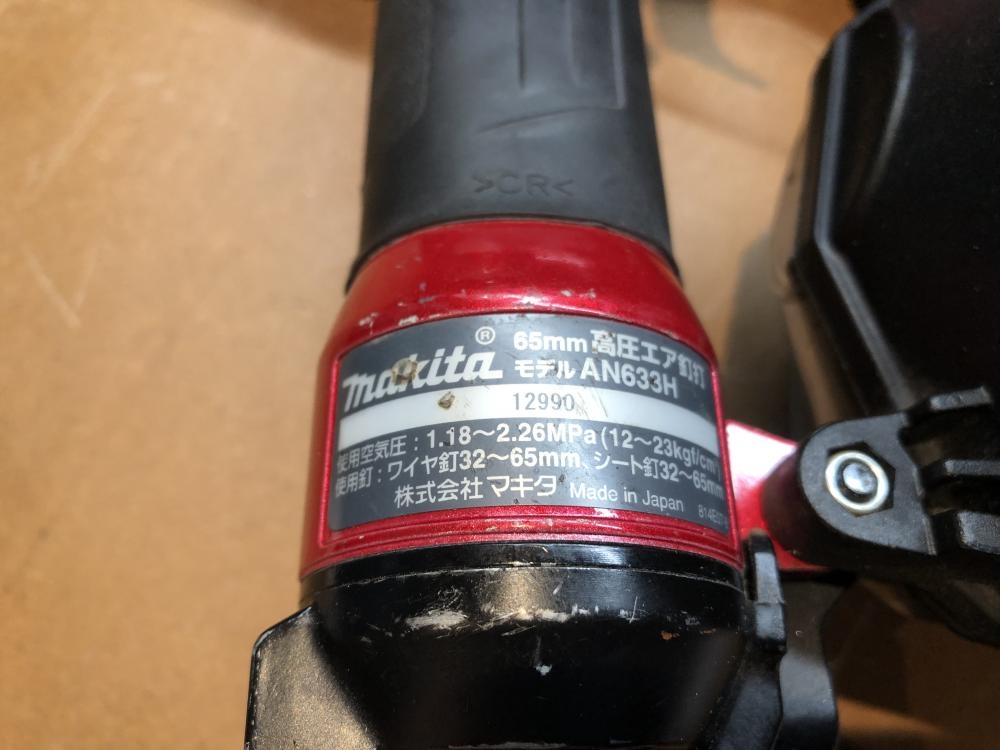 >CR<
makita® 65mm 高圧エア釘打
モデル AN633H
12990
使用空気圧：1.18～2.26MPa(12～23kgf/cm²)
使用釘：ワイヤ釘32～65mm、シート釘32～65mm
株式会社マキタ Made in Japan